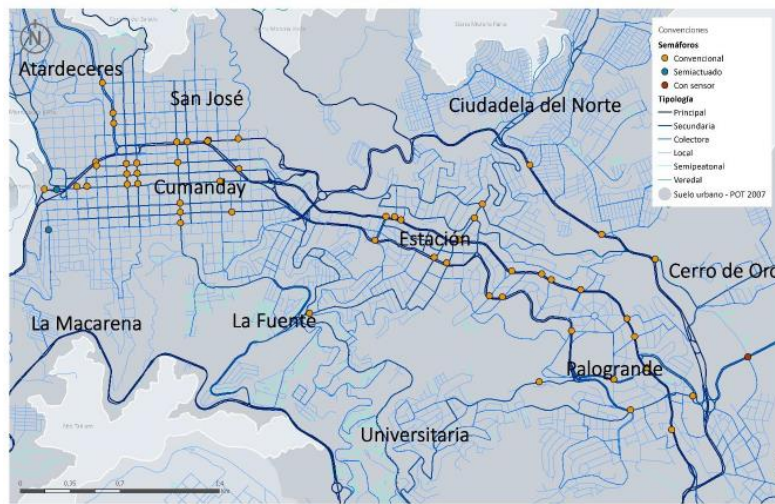 N
Atardeceres
San José
Ciudadela del Norte
Cumanday
Estación
Cerro de Oro
La Macarena
La Fuente
Palogrande
Universitaria
Convenciones
Semáforos
Convencional
Semiactuado
Con sensor
Tipología
Principal
Secundaria
Colectora
Local
Semipeatonal
Veredal
Suelo urbano - POT 2007
0
0,35
0,7
1,4